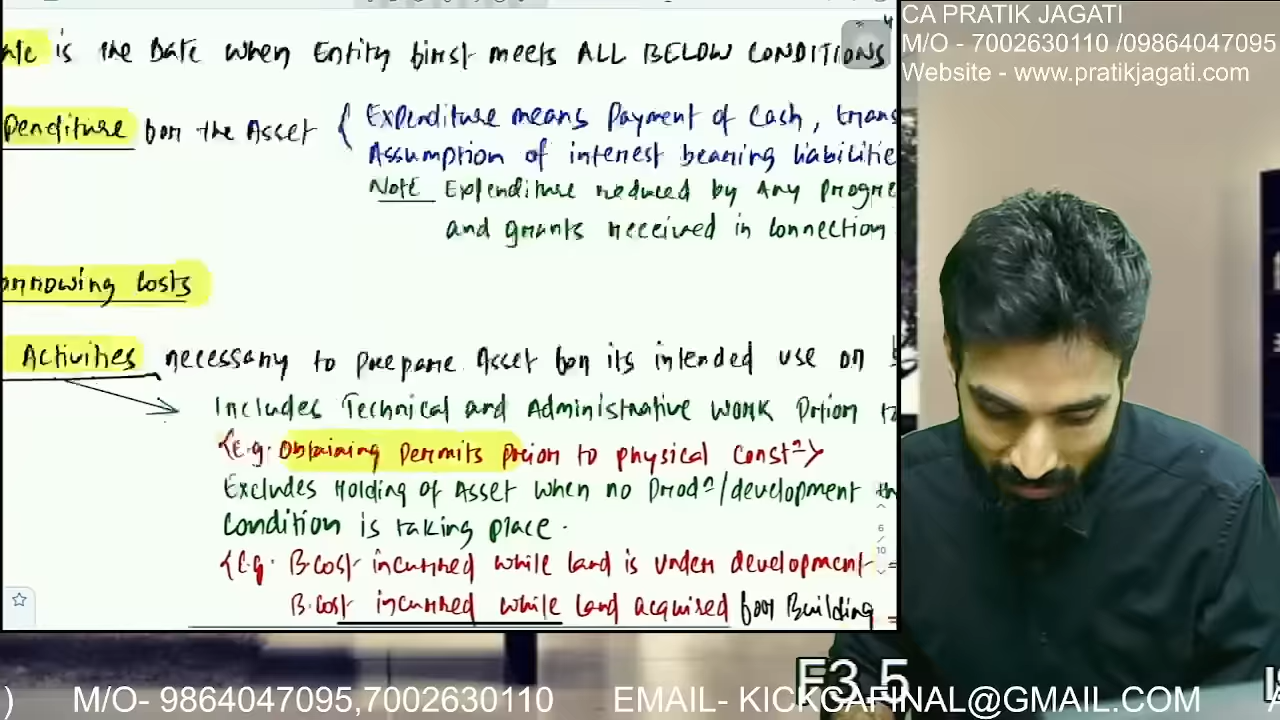 is the Date when Entity first meets ALL BELOW CONDITIONS
Penditure for the Asset { Expenditure means Payment of Cash, trans
Assumption of interest bearing liabilitie
Note Expenditure reduced by Any Progre
and grants received in connection
orrowing Costs
Activities necessary to prepare Asset for its intended use or
Includes Technical and Administrative work Prior t
{E.g. Obtaining Permits Prior to physical Constⁿ}
Excludes Holding of Asset when no Prodⁿ/development th
Condition is taking place.
{E.g. B.Cost incurred while land is under development =
B.Cost incurred while land acquired for Building =
6
/
10
CA PRATIK JAGATI
M/O - 7002630110 /09864047095
Website - www.pratikjagati.com
F3.5
) M/O- 9864047095,7002630110 EMAIL- KICKCAFINAL@GMAIL.COM